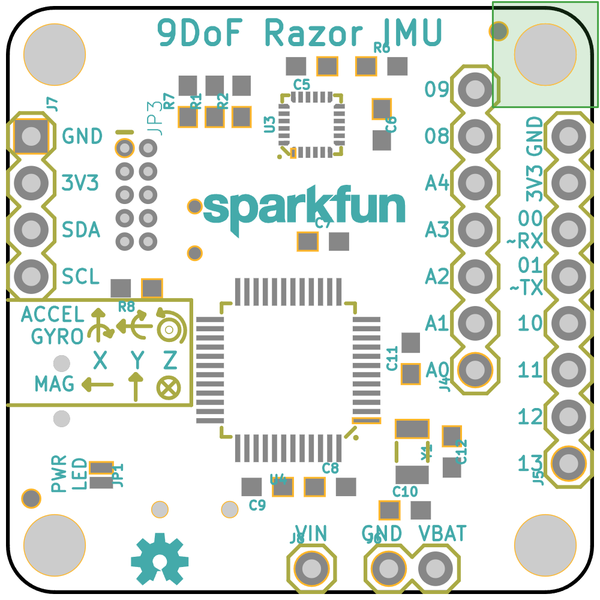 9DoF Razor IMU
R6
C5
R7
R1
R2
JP3
U3
C6
J7
GND
3V3
SDA
SCL
09
08
A4
A3
A2
A1
A0
J4
GND
3V3
00
~RX
01
~TX
10
11
12
13
J5
sparkfun
C7
R8
ACCEL
GYRO
X Y Z
MAG
C11
Y1
C12
PWR
LED
JP1
U4
C8
C9
C10
VIN
J8
GND
J6
VBAT